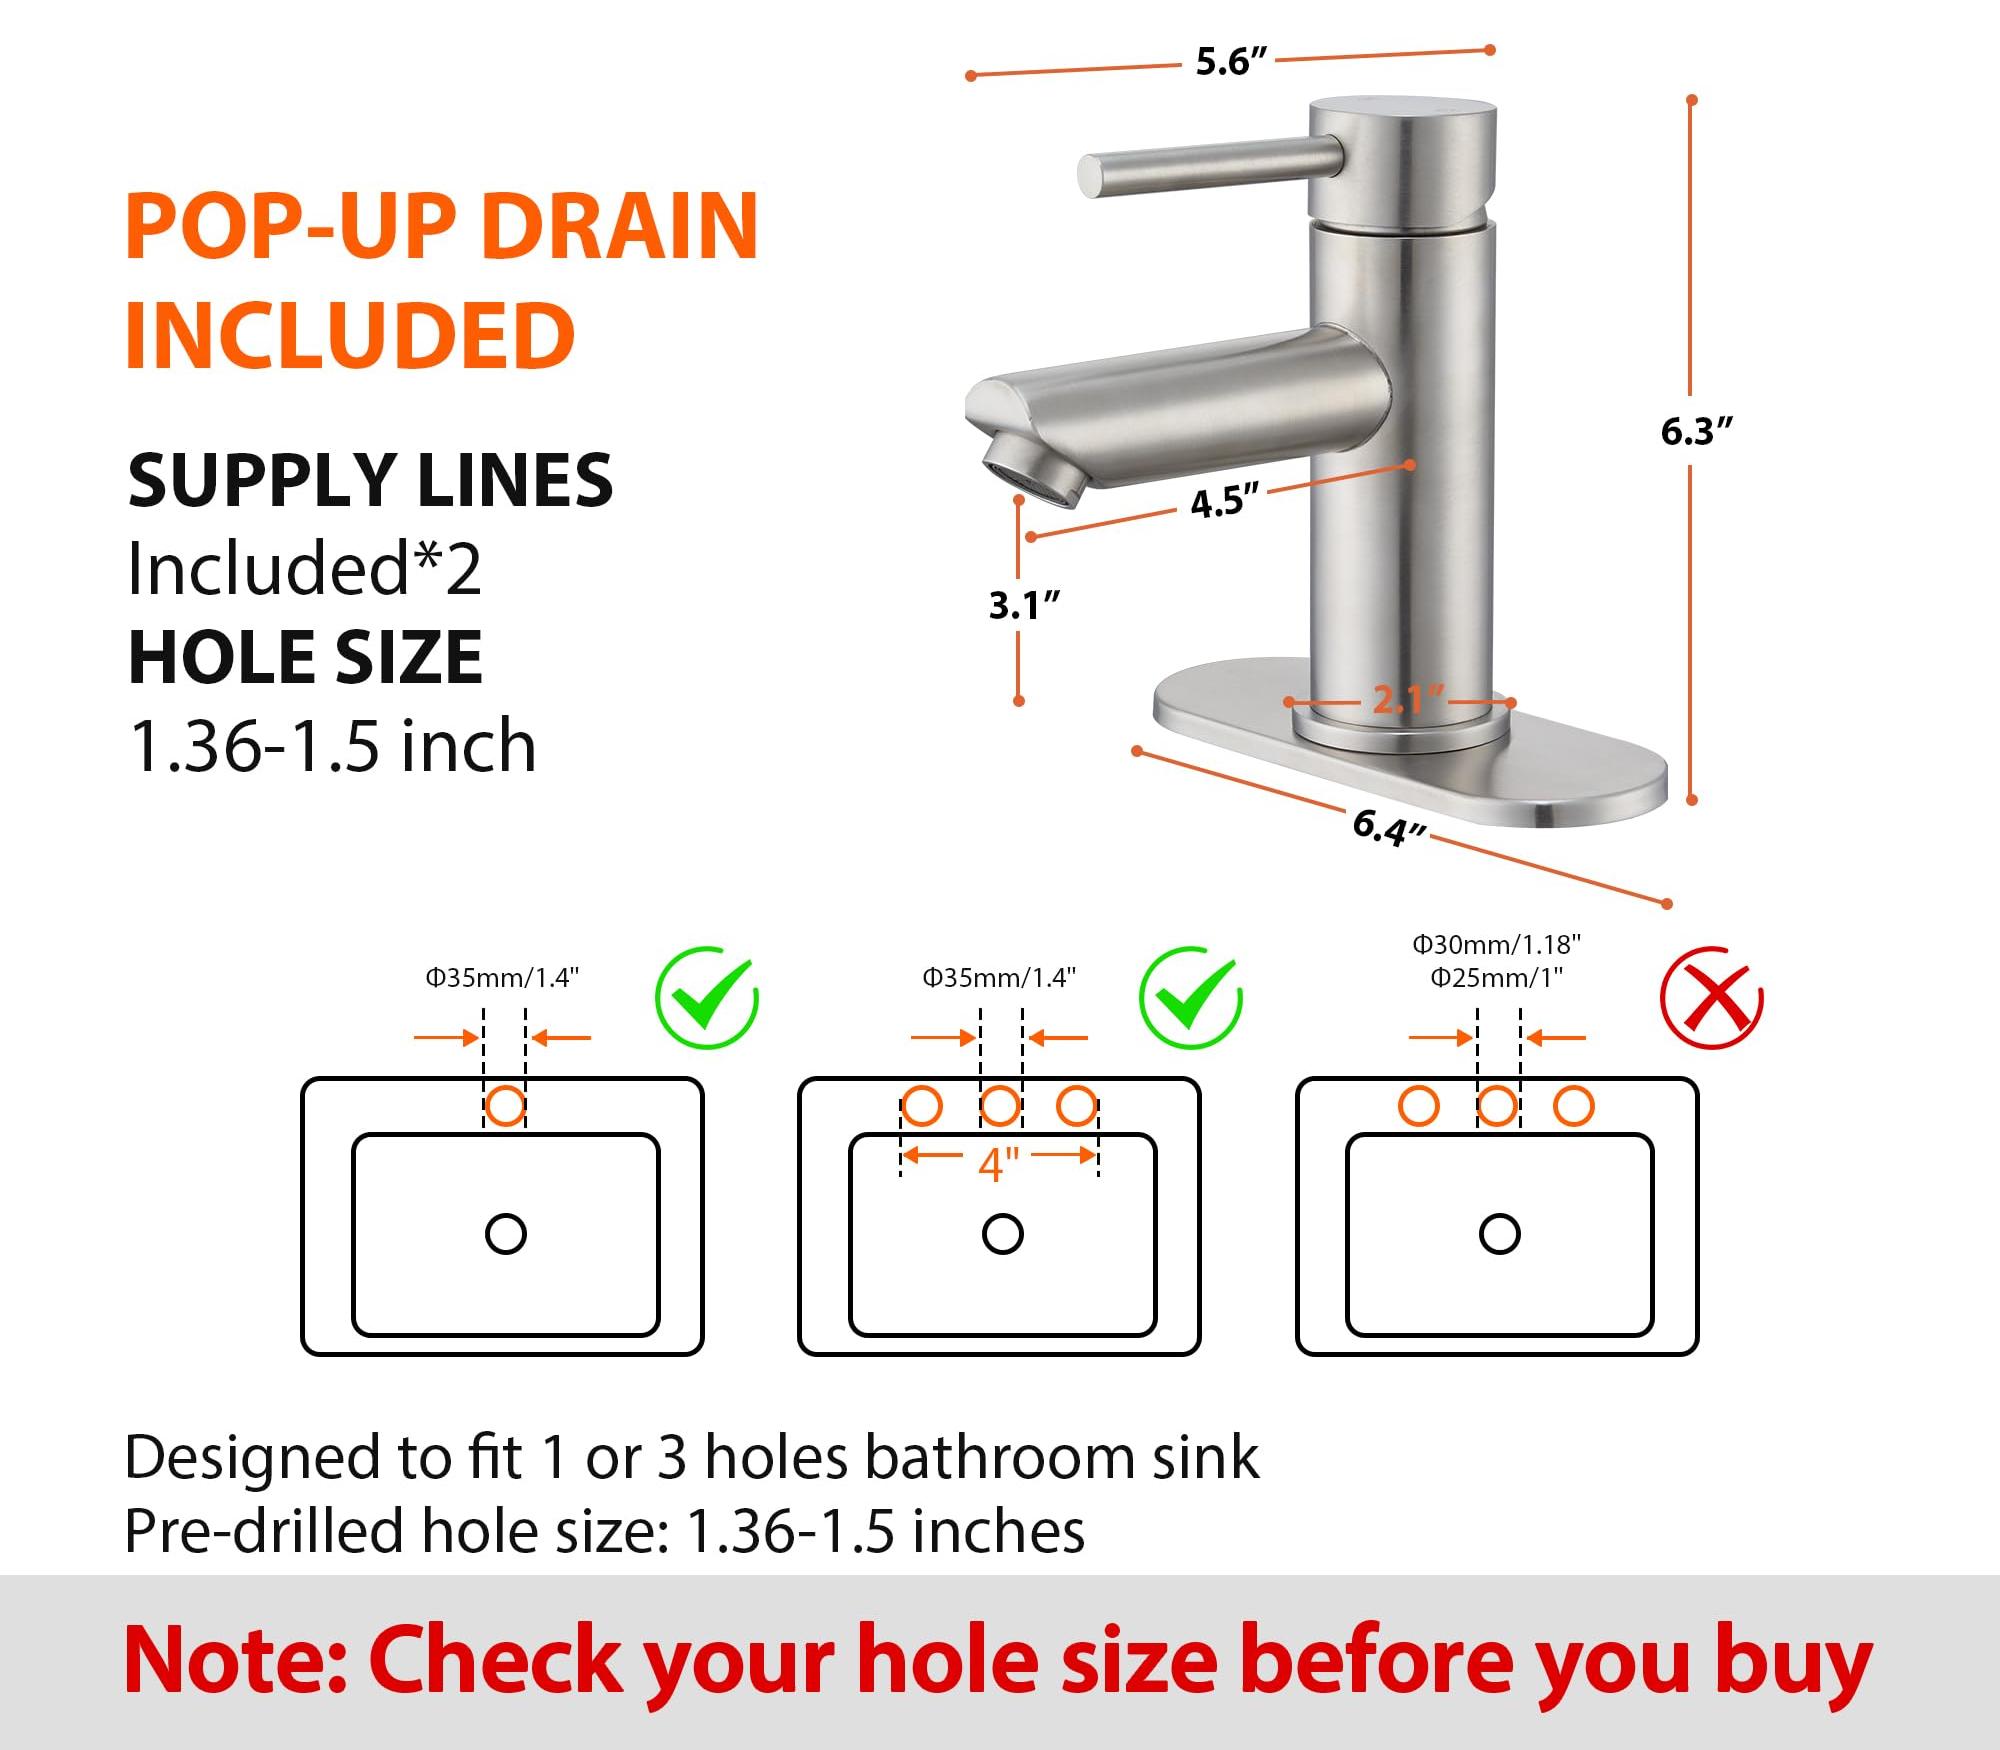 POP-UP DRAIN
INCLUDED
SUPPLY LINES
Included*2
HOLE SIZE
1.36-1.5 inch
5.6”
6.3”
4.5”
3.1”
2.1”
6.4”
Φ35mm/1.4"
Φ35mm/1.4"
Φ30mm/1.18"
Φ25mm/1"
4"
Designed to fit 1 or 3 holes bathroom sink
Pre-drilled hole size: 1.36-1.5 inches
Note: Check your hole size before you buy